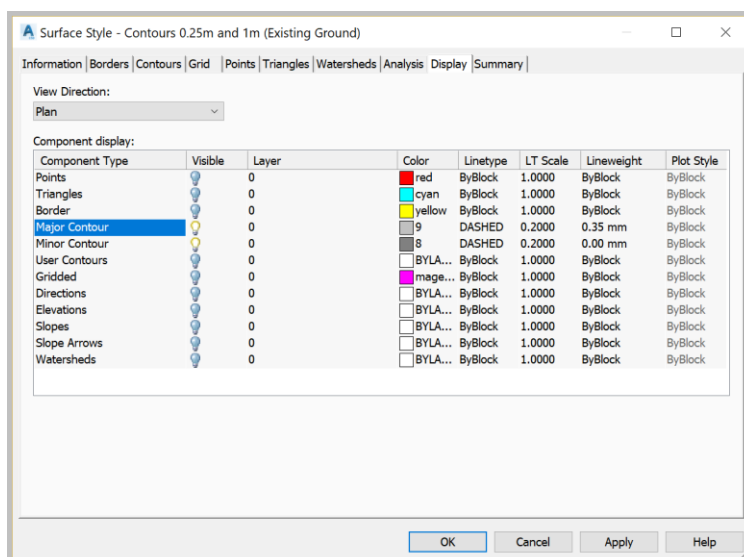 Surface Style - Contours 0.25m and 1m (Existing Ground)
Information Borders Contours Grid Points Triangles Watersheds Analysis Display Summary
View Direction:
Plan
Component display:
Component Type Visible Layer Color Linetype LT Scale Lineweight Plot Style
Points 0 red ByBlock 1.0000 ByBlock ByBlock
Triangles 0 cyan ByBlock 1.0000 ByBlock ByBlock
Border 0 yellow ByBlock 1.0000 ByBlock ByBlock
Major Contour 0 9 DASHED 0.2000 0.35 mm ByBlock
Minor Contour 0 8 DASHED 0.2000 0.00 mm ByBlock
User Contours 0 BYLA... ByBlock 1.0000 ByBlock ByBlock
Gridded 0 mage... ByBlock 1.0000 ByBlock ByBlock
Directions 0 BYLA... ByBlock 1.0000 ByBlock ByBlock
Elevations 0 BYLA... ByBlock 1.0000 ByBlock ByBlock
Slopes 0 BYLA... ByBlock 1.0000 ByBlock ByBlock
Slope Arrows 0 BYLA... ByBlock 1.0000 ByBlock ByBlock
Watersheds 0 BYLA... ByBlock 1.0000 ByBlock ByBlock
OK Cancel Apply Help